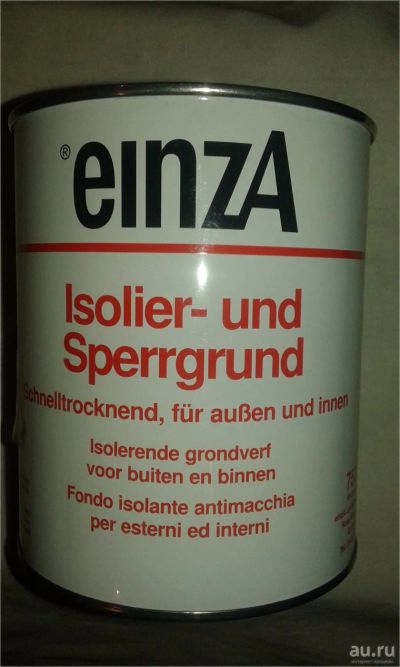 ® einzA
Isolier- und
Sperrgrund
Schnelltrocknend, für außen und innen
Isolerende grondverf
voor buiten en binnen
Fondo isolante antimacchia
per esterni ed interni
au.ru